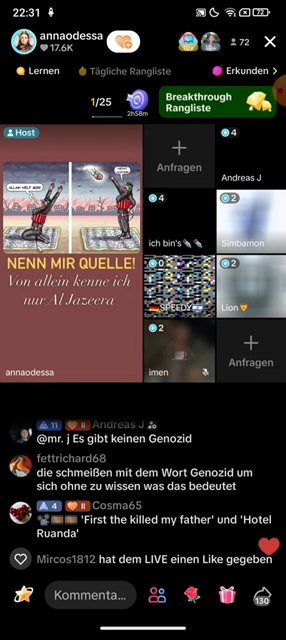 22:31
72
annaodessa
17.6K
72
Lernen
Tägliche Rangliste
Erkunden >
1/25
2h58m
Breakthrough
Rangliste
Host
ALLAH HELP NOW
NENN MIR QUELLE!
Von allein kenne ich
nur Al Jazeera
annaodessa
Anfragen
4
Andreas J
4
ich bin's
2
Simbamon
0
SPEEDY
2
Lion
2
imen
Anfragen
11 II Andreas J
@mr. j Es gibt keinen Genozid
fettrichard68
die schmeißen mit dem Wort Genozid um
sich ohne zu wissen was das bedeutet
4 II Cosma65
'First the killed my father' und 'Hotel
Ruanda'
Mircos1812 hat dem LIVE einen Like gegeben
Kommenta...
130